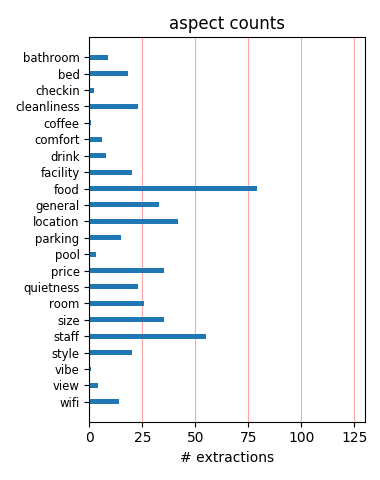 aspect counts
bathroom
bed
checkin
cleanliness
coffee
comfort
drink
facility
food
general
location
parking
pool
price
quietness
room
size
staff
style
vibe
view
wifi
0 25 50 75 100 125
# extractions